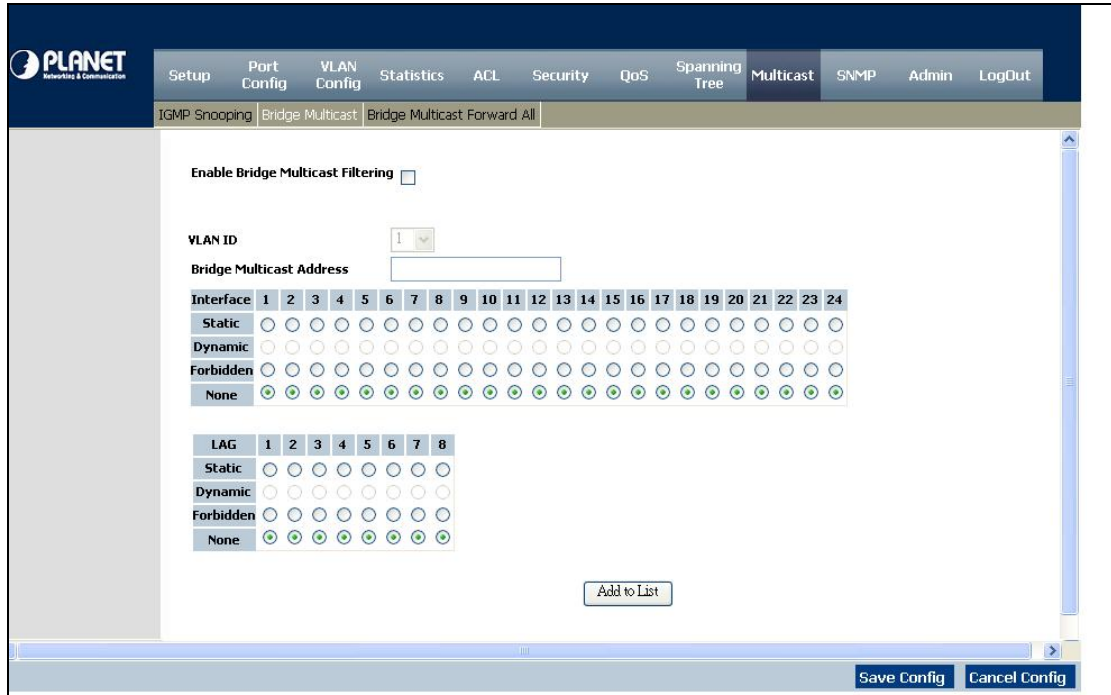 PLANET
Networking & Communication
Setup Port Config VLAN Config Statistics ACL Security QoS Spanning Tree Multicast SNMP Admin LogOut
IGMP Snooping Bridge Multicast Bridge Multicast Forward All
Enable Bridge Multicast Filtering
VLAN ID 1
Bridge Multicast Address
Interface 1 2 3 4 5 6 7 8 9 10 11 12 13 14 15 16 17 18 19 20 21 22 23 24
Static
Dynamic
Forbidden
None
LAG 1 2 3 4 5 6 7 8
Static
Dynamic
Forbidden
None
Add to List
Save Config Cancel Config